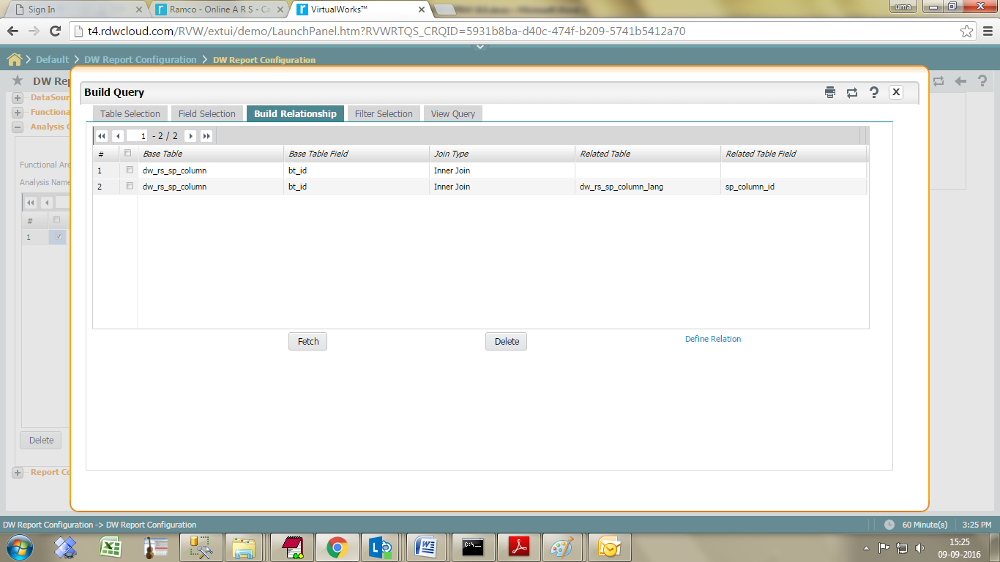 Sign In
Ramco - Online A R S - Ca
VirtualWorks™
uma
t4.rdwcloud.com/RVW/extui/demo/LaunchPanel.htm?RVWRTQS_CRQID=5931b8ba-d40c-474f-b209-5741b5412a70
Default > DW Report Configuration > DW Report Configuration
DW Rep
DataSour
Functiona
Analysis C
Functional Are
Analysis Name
#
1
Delete
Report Co
Build Query
X
Table Selection Field Selection Build Relationship Filter Selection View Query
1 - 2 / 2
# Base Table Base Table Field Join Type Related Table Related Table Field
1 dw_rs_sp_column bt_id Inner Join
2 dw_rs_sp_column bt_id Inner Join dw_rs_sp_column_lang sp_column_id
Fetch Delete Define Relation
DW Report Configuration -> DW Report Configuration
60 Minute(s) 3:25 PM
15:25
09-09-2016